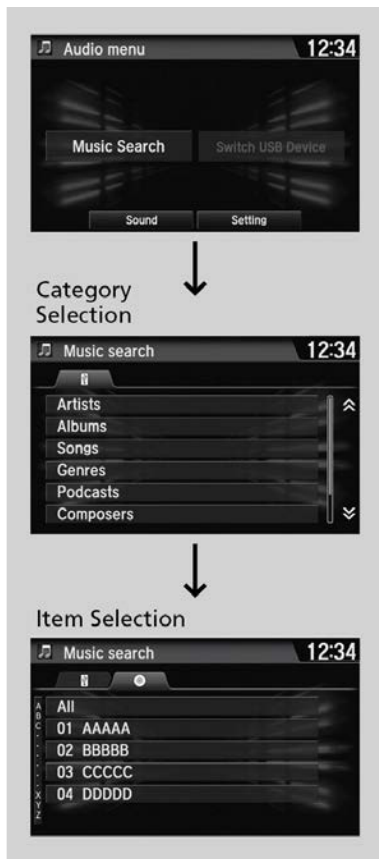 Audio menu 12:34
Music Search Switch USB Device
Sound Setting
Category
Selection
Music search 12:34
Artists
Albums
Songs
Genres
Podcasts
Composers
Item Selection
Music search 12:34
A
B
C
All
01 AAAAA
02 BBBBB
03 CCCCC
04 DDDDD
X
Y
Z